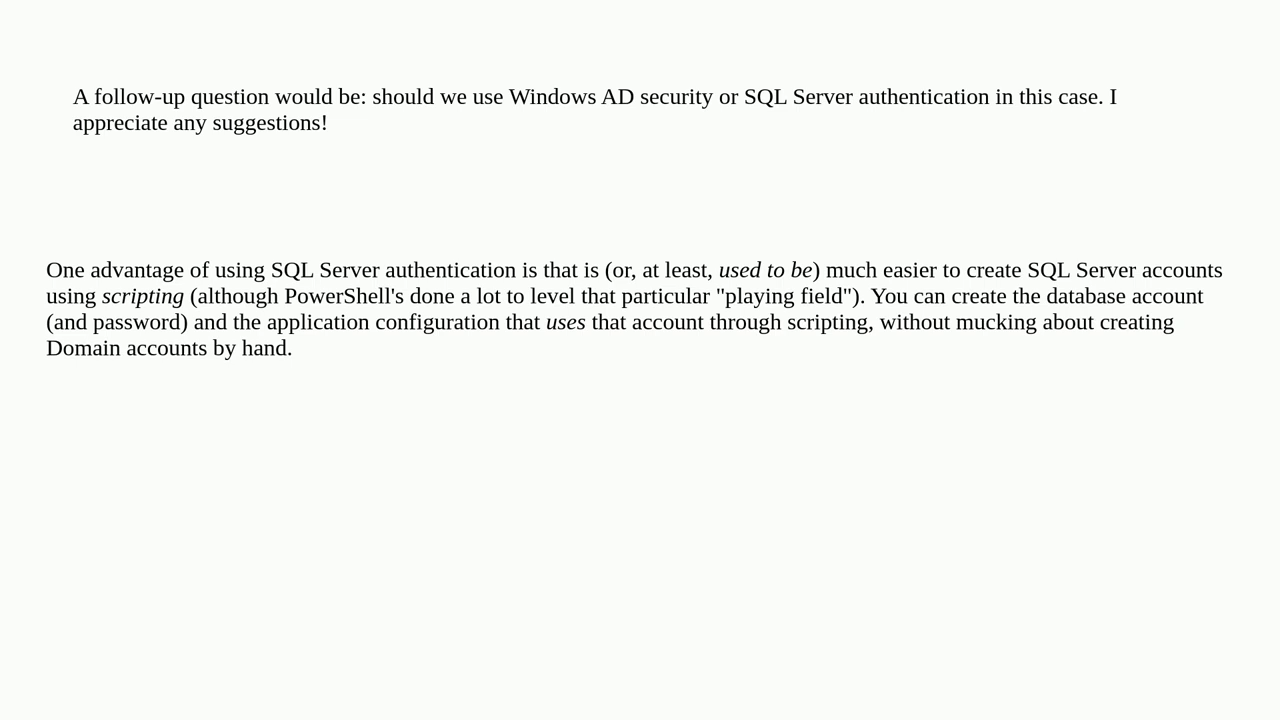 A follow-up question would be: should we use Windows AD security or SQL Server authentication in this case. I
appreciate any suggestions!
One advantage of using SQL Server authentication is that is (or, at least, used to be) much easier to create SQL Server accounts
using scripting (although PowerShell's done a lot to level that particular "playing field"). You can create the database account
(and password) and the application configuration that uses that account through scripting, without mucking about creating
Domain accounts by hand.